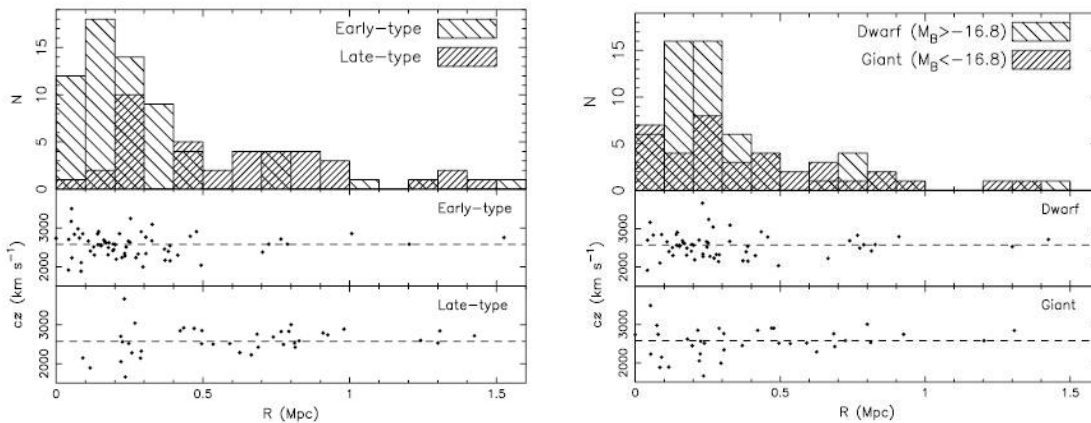 Early-type
Late-type
15
10
5
0
N
Early-type
3000
2000
Late-type
3000
2000
cz (km s⁻¹)
0 0.5 1 1.5
R (Mpc)
Dwarf (M_B>-16.8)
Giant (M_B<-16.8)
15
10
5
0
N
Dwarf
3000
2000
Giant
3000
2000
cz (km s⁻¹)
0 0.5 1 1.5
R (Mpc)